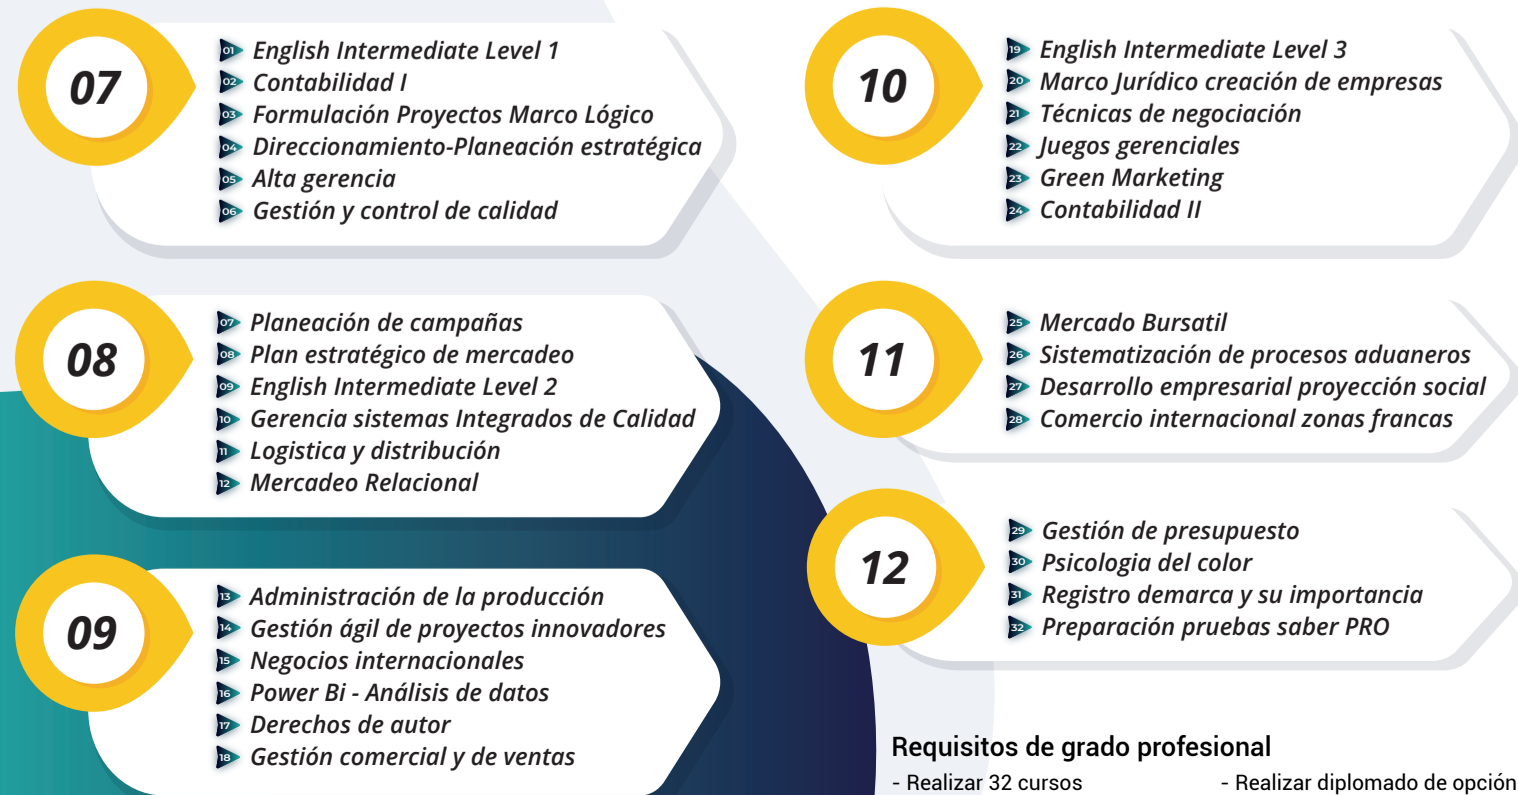 07
01 English Intermediate Level 1
02 Contabilidad I
03 Formulación Proyectos Marco Lógico
04 Direccionamiento-Planeación estratégica
05 Alta gerencia
06 Gestión y control de calidad
08
07 Planeación de campañas
08 Plan estratégico de mercadeo
09 English Intermediate Level 2
10 Gerencia sistemas Integrados de Calidad
11 Logistica y distribución
12 Mercadeo Relacional
09
13 Administración de la producción
14 Gestión ágil de proyectos innovadores
15 Negocios internacionales
16 Power Bi - Análisis de datos
17 Derechos de autor
18 Gestión comercial y de ventas
10
19 English Intermediate Level 3
20 Marco Jurídico creación de empresas
21 Técnicas de negociación
22 Juegos gerenciales
23 Green Marketing
24 Contabilidad II
11
25 Mercado Bursatil
26 Sistematización de procesos aduaneros
27 Desarrollo empresarial proyección social
28 Comercio internacional zonas francas
12
29 Gestión de presupuesto
30 Psicologia del color
31 Registro demarca y su importancia
32 Preparación pruebas saber PRO
Requisitos de grado profesional
- Realizar 32 cursos
- Realizar diplomado de opción